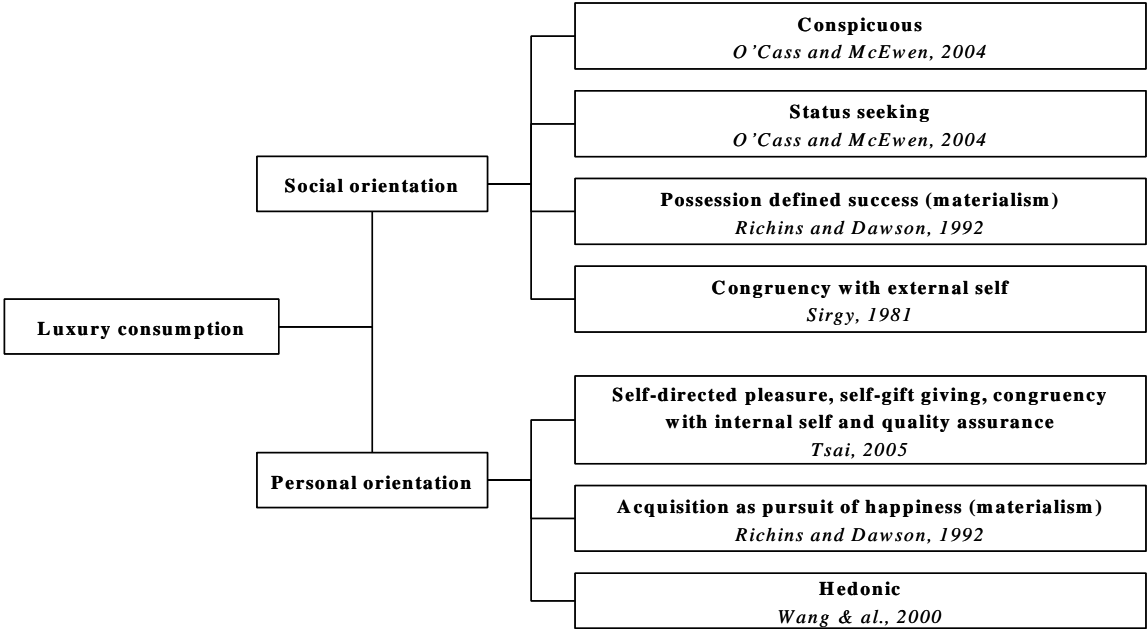 Conspicuous
O'Cass and McEwen, 2004
Status seeking
O'Cass and McEwen, 2004
Social orientation
Possession defined success (materialism)
Richins and Dawson, 1992
Congruency with external self
Sirgy, 1981
Luxury consumption
Self-directed pleasure, self-gift giving, congruency
with internal self and quality assurance
Tsai, 2005
Personal orientation
Acquisition as pursuit of happiness (materialism)
Richins and Dawson, 1992
Hedonic
Wang & al., 2000